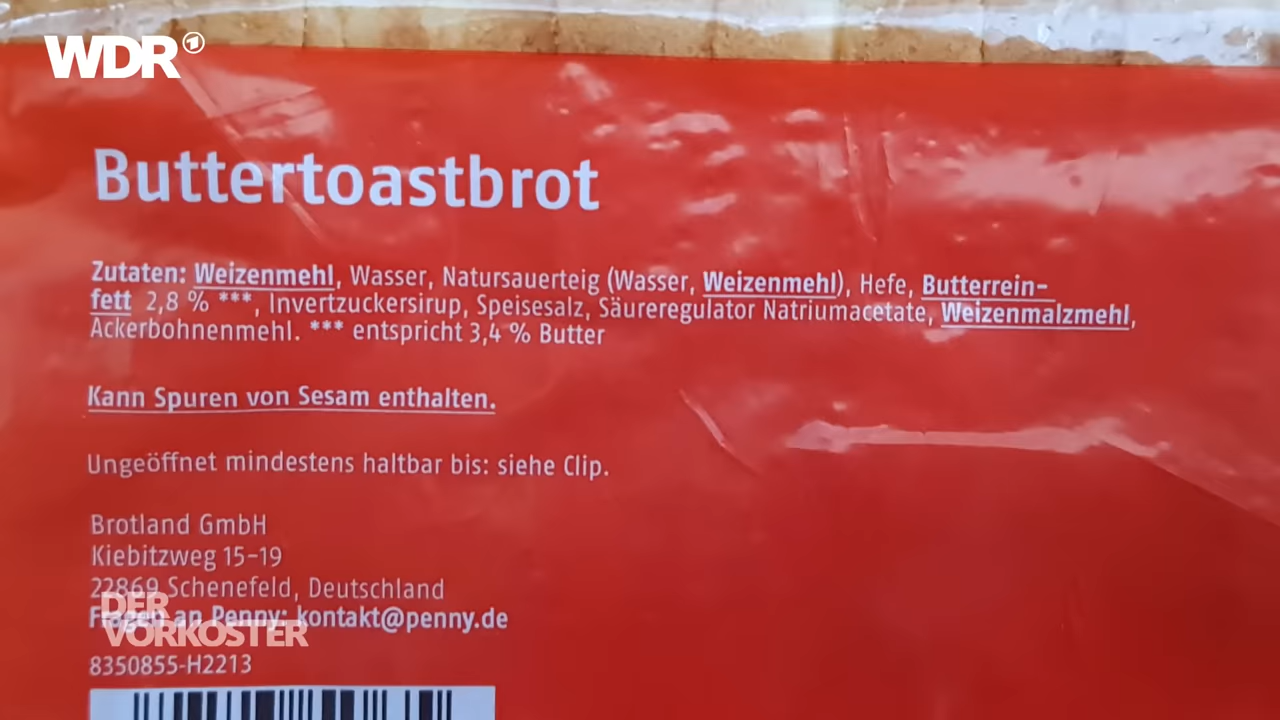 WDR
Buttertoastbrot
Zutaten: Weizenmehl, Wasser, Natursauerteig (Wasser, Weizenmehl), Hefe, Butterrein-
fett 2,8 % ***, Invertzuckersirup, Speisesalz, Säureregulator Natriumacetate, Weizenmalzmehl,
Ackerbohnenmehl. *** entspricht 3,4 % Butter
Kann Spuren von Sesam enthalten.
Ungeöffnet mindestens haltbar bis: siehe Clip.
Brotland GmbH
Kiebitzweg 15-19
22869 Schenefeld, Deutschland
Fragen an Penny: kontakt@penny.de
DER
VORKOSTER
8350855-H2213